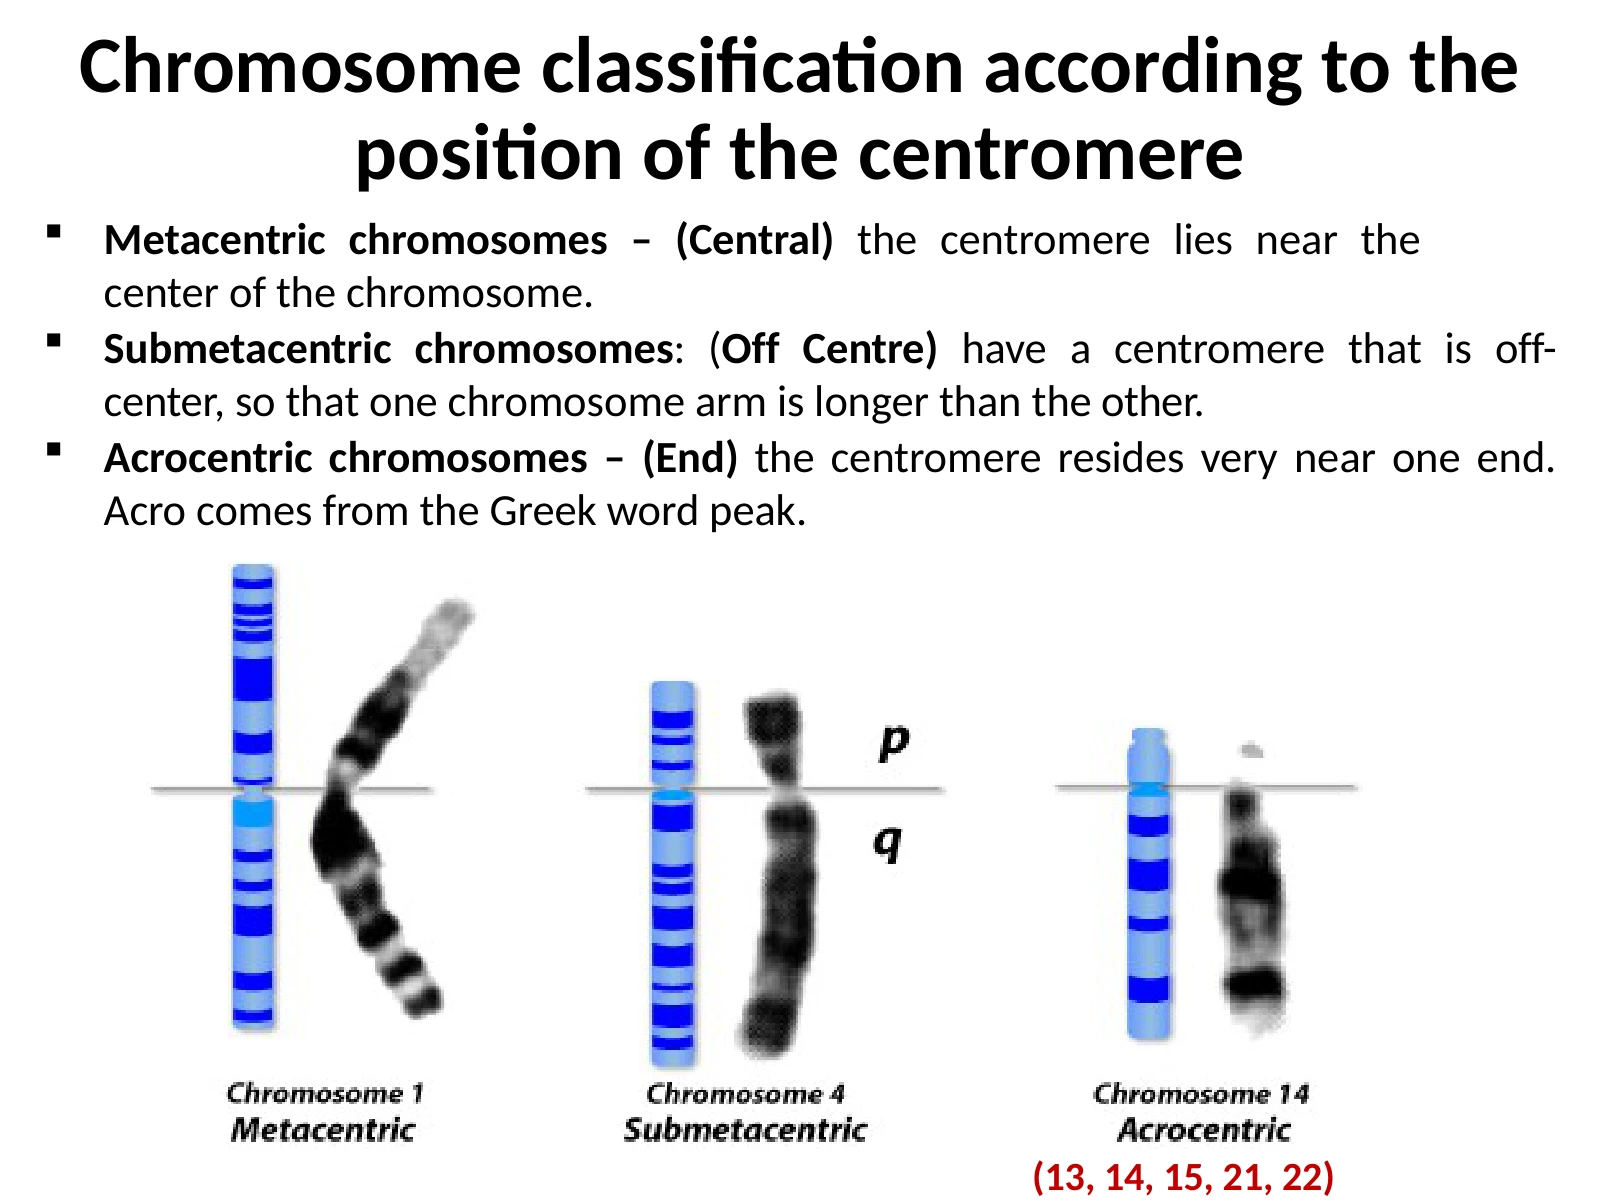 Chromosome classification according to the
position of the centromere
▪ Metacentric chromosomes – (Central) the centromere lies near the
center of the chromosome.
▪ Submetacentric chromosomes: (Off Centre) have a centromere that is off-
center, so that one chromosome arm is longer than the other.
▪ Acrocentric chromosomes – (End) the centromere resides very near one end.
Acro comes from the Greek word peak.
p
q
Chromosome 1
Metacentric
Chromosome 4
Submetacentric
Chromosome 14
Acrocentric
(13, 14, 15, 21, 22)